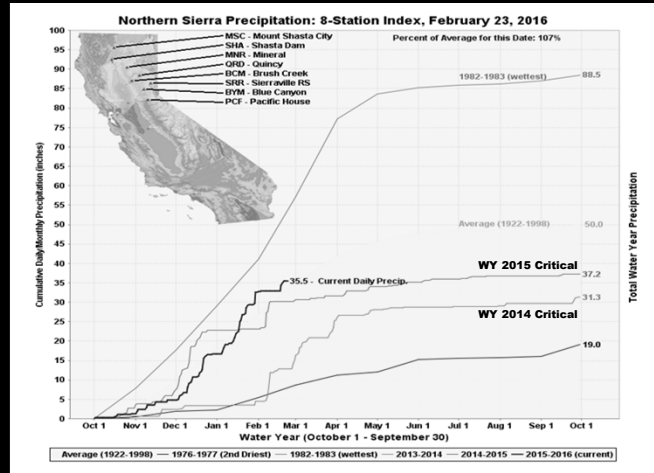 Northern Sierra Precipitation: 8-Station Index, February 23, 2016
Percent of Average for this Date: 107%
MSC - Mount Shasta City
SHA - Shasta Dam
MNR - Mineral
QRD - Quincy
BCM - Brush Creek
SRR - Sierraville RS
BYM - Blue Canyon
PCF - Pacific House
Cumulative Daily/Monthly Precipitation (inches)
100
95
90
85
80
75
70
65
60
55
50
45
40
35
30
25
20
15
10
5
0
1982-1983 (wettest)
88.5
Average (1922-1998)
50.0
35.5 - Current Daily Precip.
WY 2015 Critical
37.2
31.3
WY 2014 Critical
19.0
Total Water Year Precipitation
Oct 1 Nov 1 Dec 1 Jan 1 Feb 1 Mar 1 Apr 1 May 1 Jun 1 Jul 1 Aug 1 Sep 1 Oct 1
Water Year (October 1 - September 30)
Average (1922-1998) 1976-1977 (2nd Driest) 1982-1983 (wettest) 2013-2014 2014-2015 2015-2016 (current)